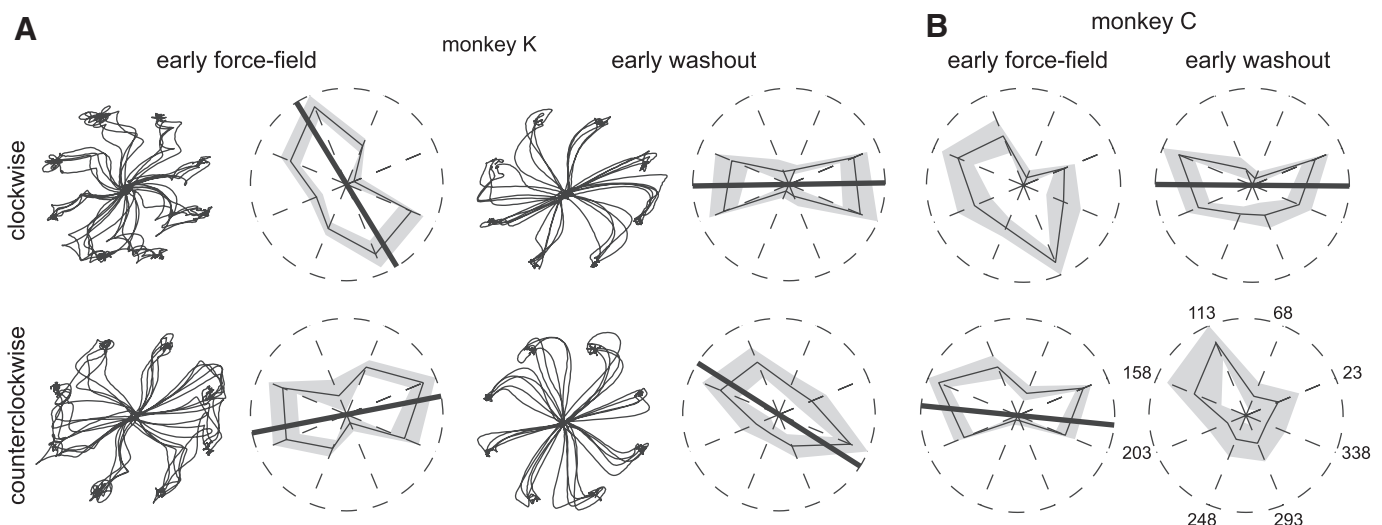 A
monkey K
B
monkey C
early force-field
early washout
early force-field
early washout
clockwise
counterclockwise
113
68
158
23
203
338
248
293